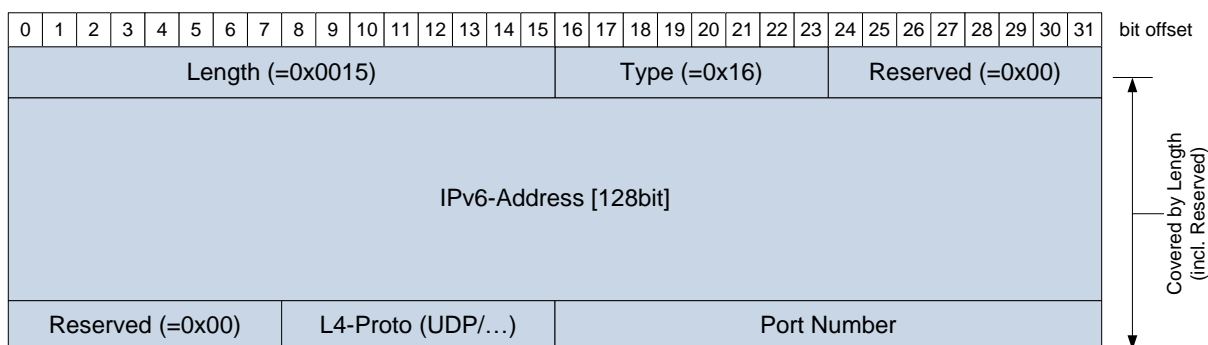 0 1 2 3 4 5 6 7 8 9 10 11 12 13 14 15 16 17 18 19 20 21 22 23 24 25 26 27 28 29 30 31 bit offset
Length (=0x0015) Type (=0x16) Reserved (=0x00)
IPv6-Address [128bit]
Covered by Length
(incl. Reserved)
Reserved (=0x00) L4-Proto (UDP/…) Port Number